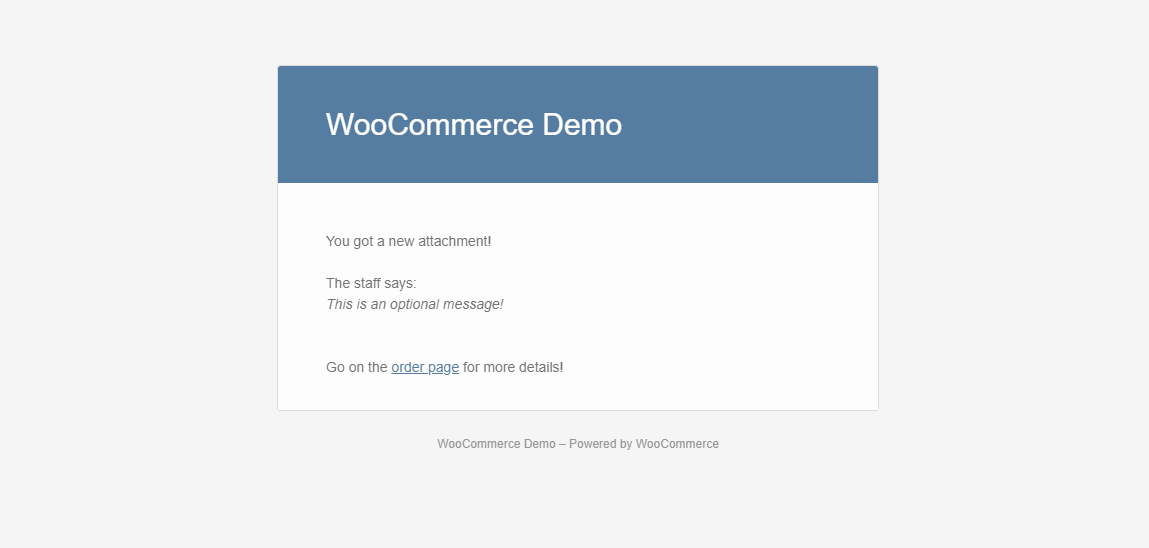 WooCommerce Demo
You got a new attachment!
The staff says:
This is an optional message!
Go on the order page for more details!
WooCommerce Demo – Powered by WooCommerce